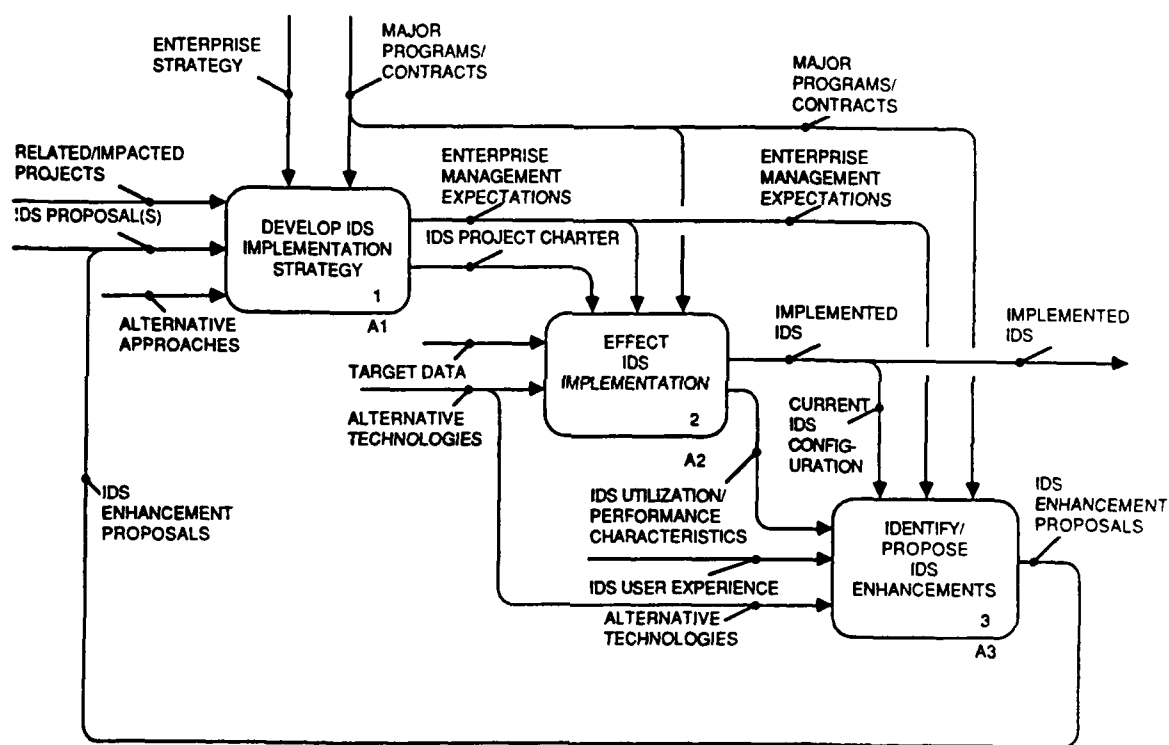 ENTERPRISE
STRATEGY
MAJOR
PROGRAMS/
CONTRACTS
MAJOR
PROGRAMS/
CONTRACTS
RELATED/IMPACTED
PROJECTS
IDS PROPOSAL(S)
ALTERNATIVE
APPROACHES
DEVELOP IDS
IMPLEMENTATION
STRATEGY
1
A1
ENTERPRISE
MANAGEMENT
EXPECTATIONS
IDS PROJECT CHARTER
ENTERPRISE
MANAGEMENT
EXPECTATIONS
TARGET DATA
ALTERNATIVE
TECHNOLOGIES
EFFECT
IDS
IMPLEMENTATION
2
A2
IMPLEMENTED
IDS
IMPLEMENTED
IDS
CURRENT
IDS
CONFIG-
URATION
IDS UTILIZATION/
PERFORMANCE
CHARACTERISTICS
IDS USER EXPERIENCE
ALTERNATIVE
TECHNOLOGIES
IDENTIFY/
PROPOSE
IDS
ENHANCEMENTS
3
A3
IDS
ENHANCEMENT
PROPOSALS
IDS
ENHANCEMENT
PROPOSALS